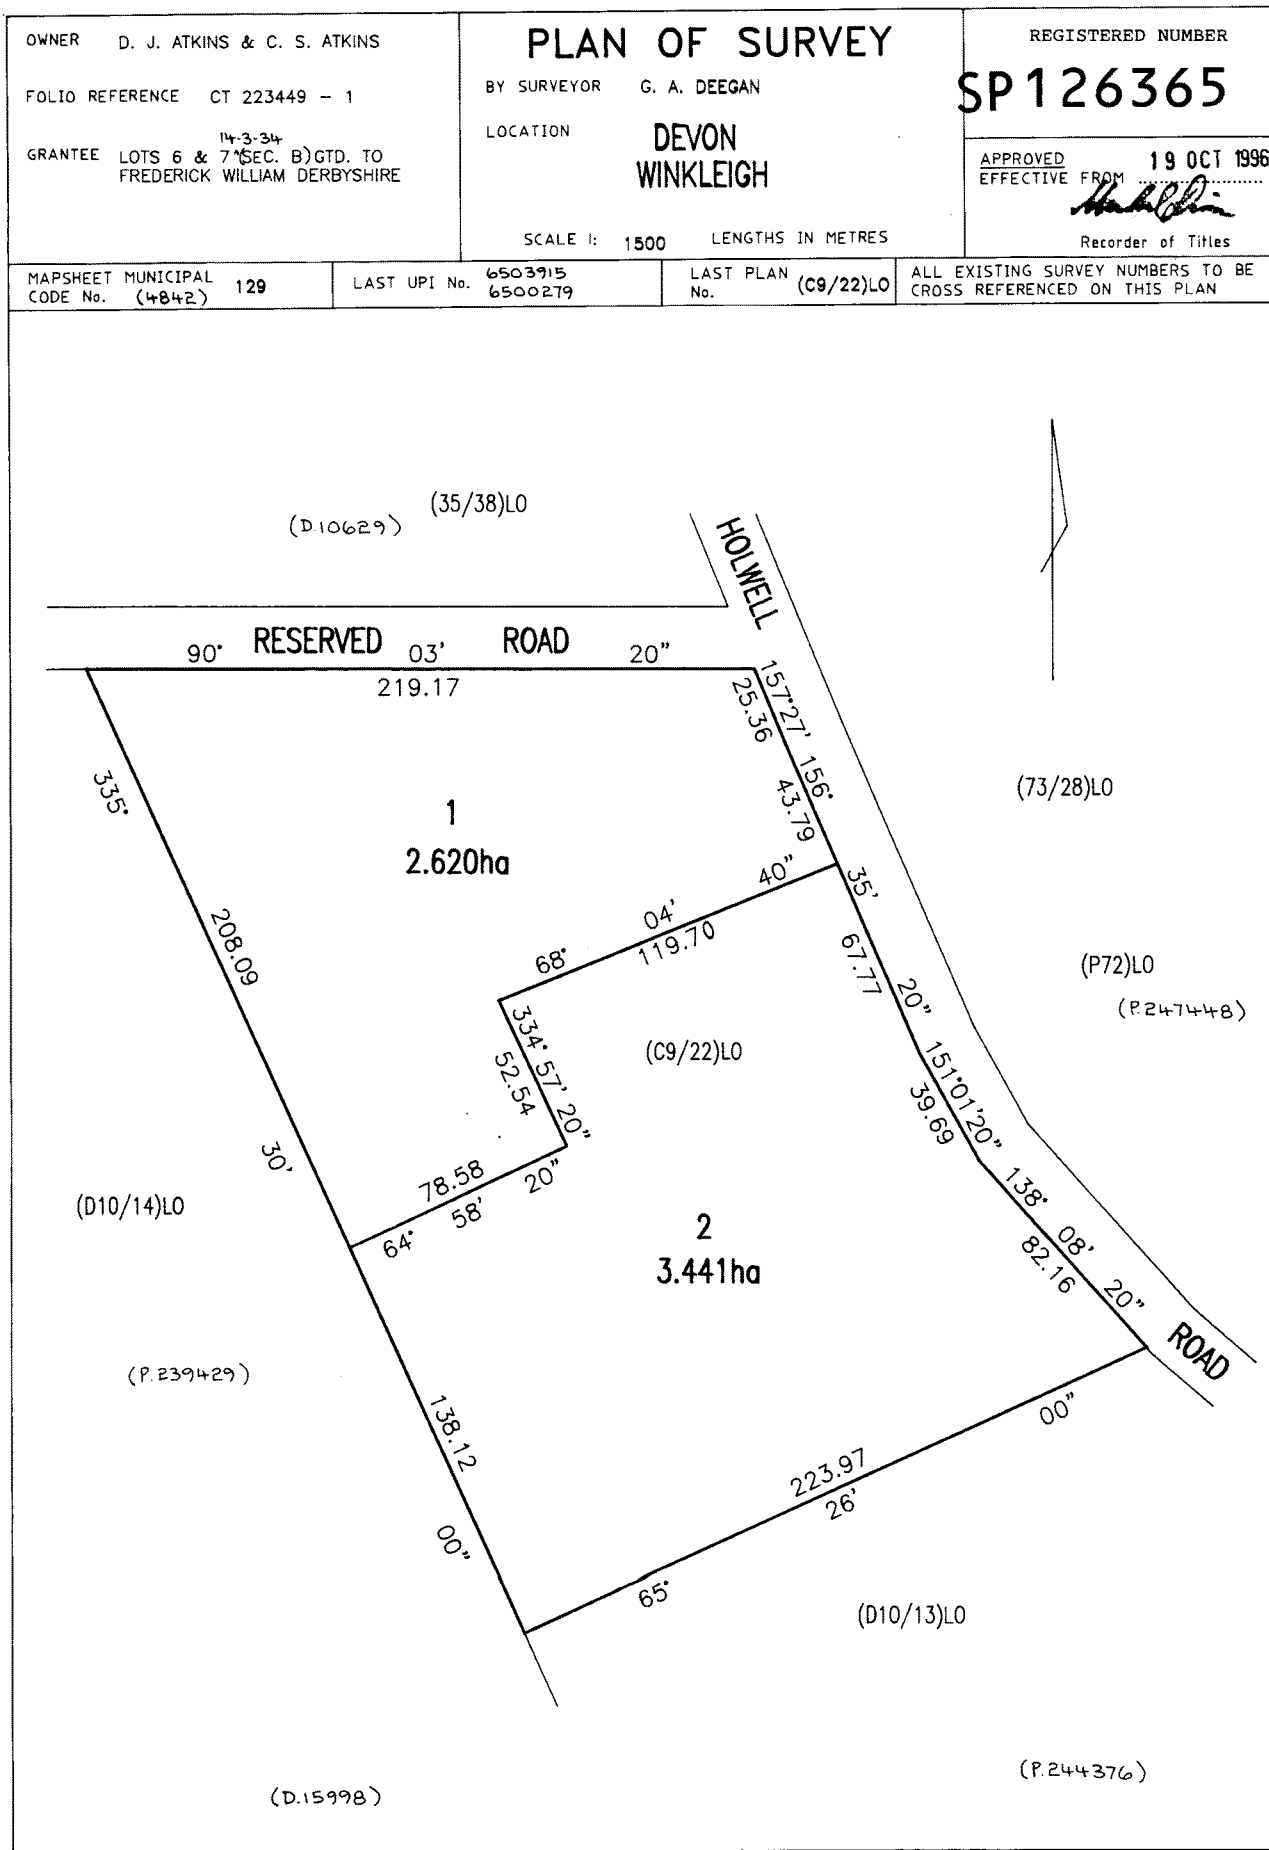 OWNER D. J. ATKINS & C. S. ATKINS
FOLIO REFERENCE CT 223449 - 1
14-3-34
GRANTEE LOTS 6 & 7^(SEC. B) GTD. TO
FREDERICK WILLIAM DERBYSHIRE
PLAN OF SURVEY
BY SURVEYOR G. A. DEEGAN
LOCATION DEVON
WINKLEIGH
SCALE 1: 1500 LENGTHS IN METRES
REGISTERED NUMBER
SP126365
APPROVED 19 OCT 1996
EFFECTIVE FROM
Recorder of Titles
MAPSHEET MUNICIPAL 129
CODE No. (4842)
LAST UPI No. 6503915
6500279
LAST PLAN (C9/22)LO
No.
ALL EXISTING SURVEY NUMBERS TO BE
CROSS REFERENCED ON THIS PLAN
(35/38)LO
(D.10629)
HOLWELL
RESERVED ROAD
90° 03' 20"
219.17
157°27'
25.36
156° 35' 20"
43.79
335° 30' 00"
(73/28)LO
1
2.620ha
68° 04' 40"
119.70
208.09
67.77
(P72)LO
(P.247448)
334° 57' 20"
52.54
(C9/22)LO
151°01'20"
39.69
78.58
64° 58' 20"
(D10/14)LO
138° 08' 20"
82.16
2
3.441ha
ROAD
(P.239429)
138.12
223.97
65° 26' 00"
(D10/13)LO
(P.244376)
(D.15998)